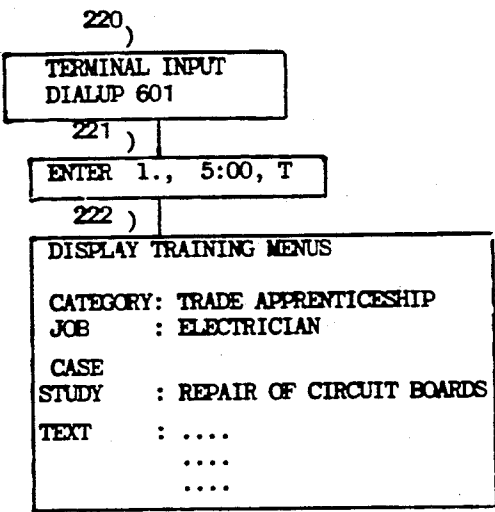 220)
TERMINAL INPUT
DIALUP 601
221 )
ENTER 1., 5:00, T
222 )
DISPLAY TRAINING MENUS
CATEGORY: TRADE APPRENTICESHIP
JOB : ELECTRICIAN
CASE
STUDY : REPAIR OF CIRCUIT BOARDS
TEXT : ....
....
....